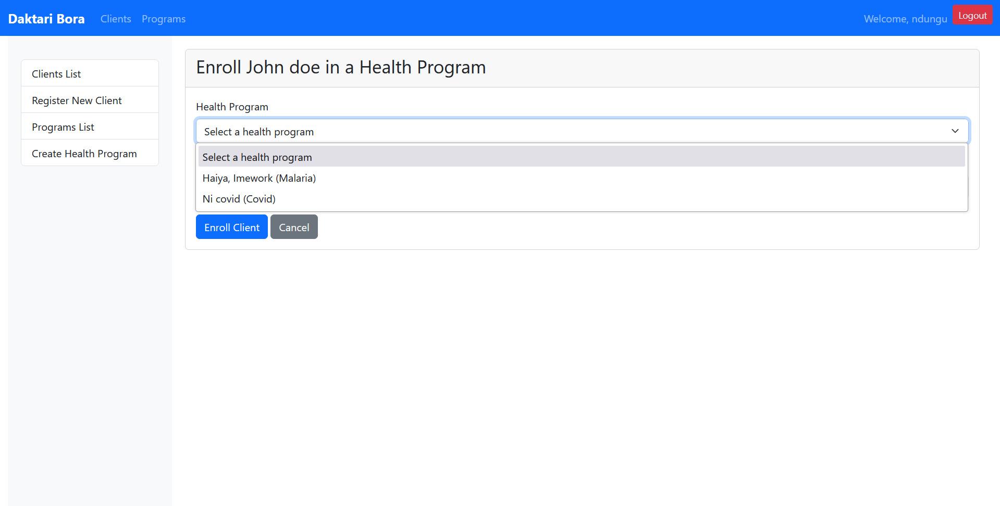 Daktari Bora Clients Programs Welcome, ndungu Logout
Clients List
Register New Client
Programs List
Create Health Program
Enroll John doe in a Health Program
Health Program
Select a health program
Select a health program
Haiya, Imework (Malaria)
Ni covid (Covid)
Enroll Client Cancel